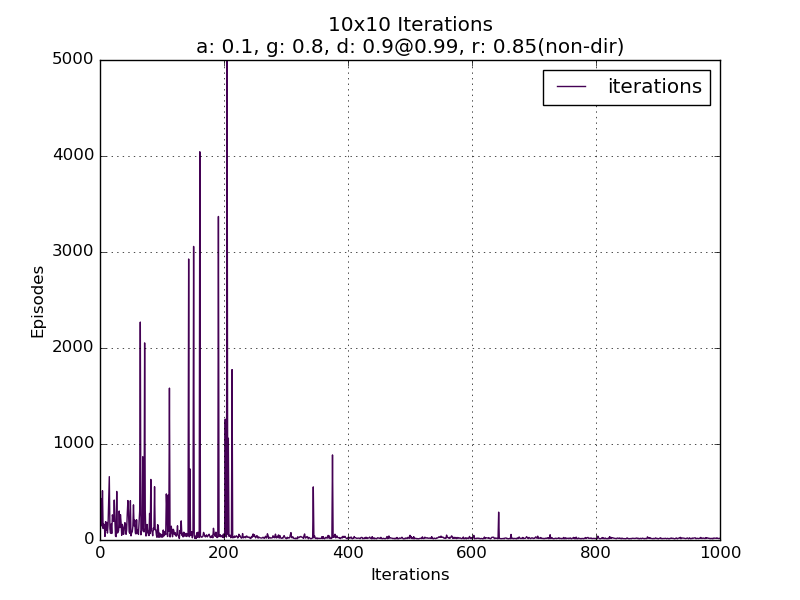 10x10 Iterations
a: 0.1, g: 0.8, d: 0.9@0.99, r: 0.85(non-dir)
iterations
5000
4000
3000
2000
1000
0
Episodes
0 200 400 600 800 1000
Iterations